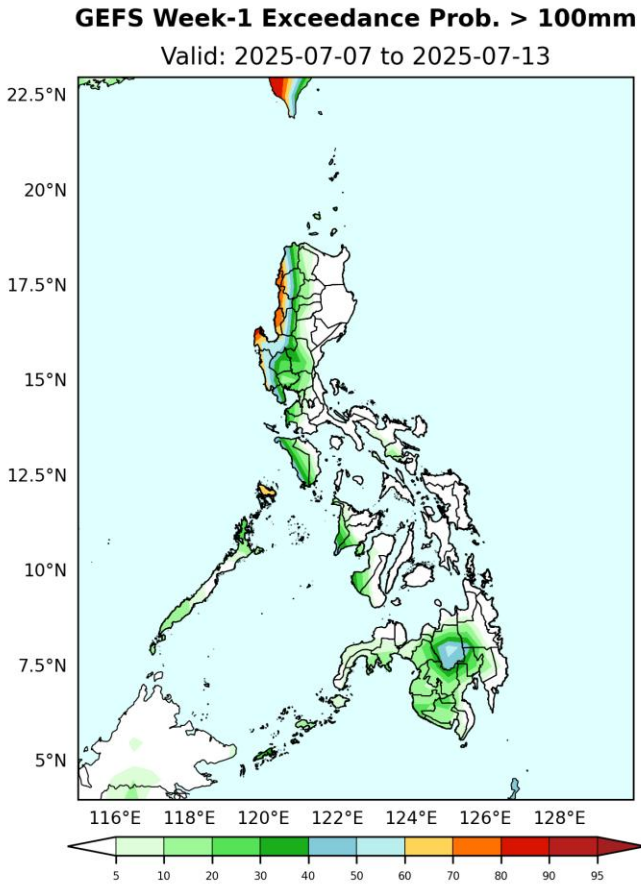 GEFS Week-1 Exceedance Prob. > 100mm
Valid: 2025-07-07 to 2025-07-13
22.5°N
20°N
17.5°N
15°N
12.5°N
10°N
7.5°N
5°N
116°E 118°E 120°E 122°E 124°E 126°E 128°E
5 10 20 30 40 50 60 70 80 90 95